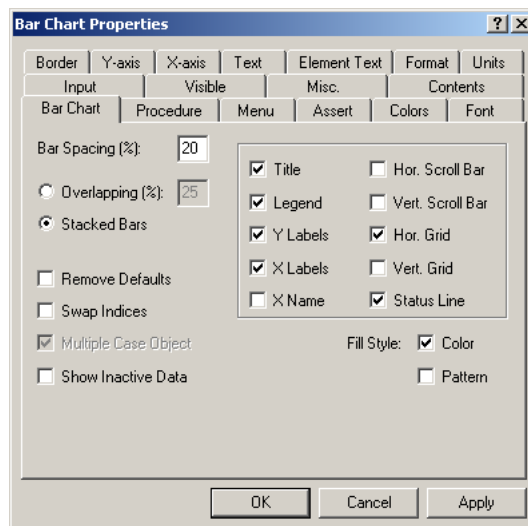 Bar Chart Properties
Border Y-axis X-axis Text Element Text Format Units
Input Visible Misc. Contents
Bar Chart Procedure Menu Assert Colors Font
Bar Spacing (%): 20
Overlapping (%): 25
Stacked Bars
Remove Defaults
Swap Indices
Multiple Case Object
Show Inactive Data
Title Hor. Scroll Bar
Legend Vert. Scroll Bar
Y Labels Hor. Grid
X Labels Vert. Grid
X Name Status Line
Fill Style: Color
Pattern
OK Cancel Apply